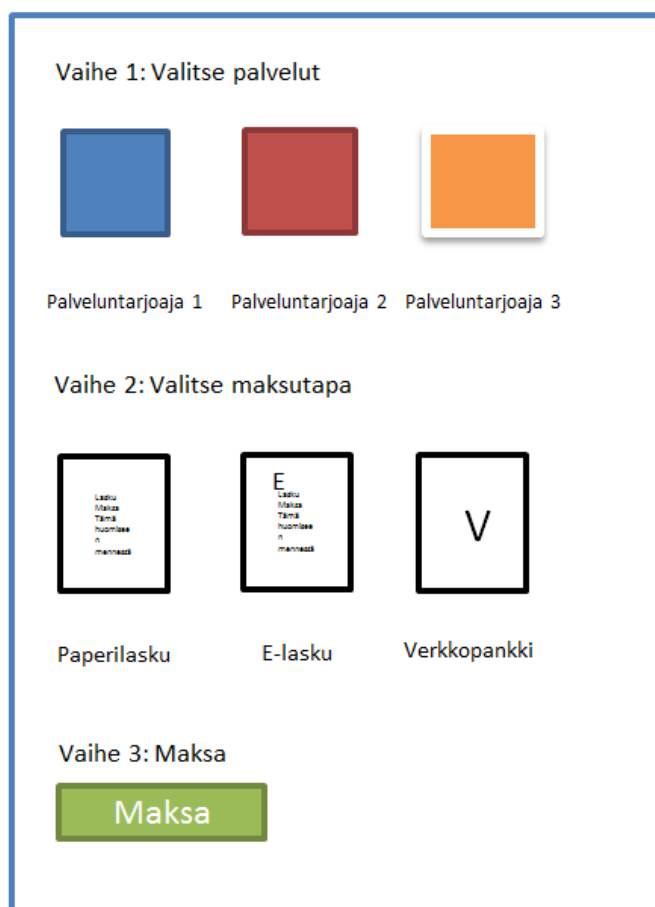 Vaihe 1: Valitse palvelut
Palveluntarjoaja 1 Palveluntarjoaja 2 Palveluntarjoaja 3
Vaihe 2: Valitse maksutapa
Lasku
Maksa
Tämä
huomisee
n
mennessä
E
Lasku
Maksa
Tämä
huomisee
n
mennessä
V
Paperilasku E-lasku Verkkopankki
Vaihe 3: Maksa
Maksa